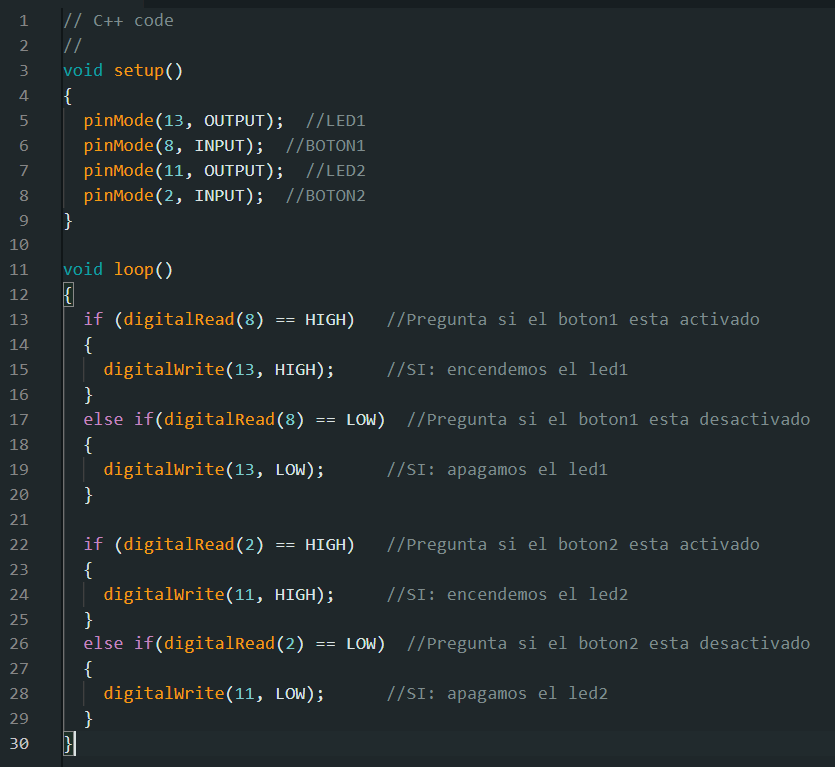 1 // C++ code
2 //
3 void setup()
4 {
5   pinMode(13, OUTPUT);  //LED1
6   pinMode(8, INPUT);  //BOTON1
7   pinMode(11, OUTPUT);  //LED2
8   pinMode(2, INPUT);  //BOTON2
9 }
10
11 void loop()
12 {
13   if (digitalRead(8) == HIGH)   //Pregunta si el boton1 esta activado
14   {
15     digitalWrite(13, HIGH);     //SI: encendemos el led1
16   }
17   else if(digitalRead(8) == LOW)  //Pregunta si el boton1 esta desactivado
18   {
19     digitalWrite(13, LOW);      //SI: apagamos el led1
20   }
21
22   if (digitalRead(2) == HIGH)   //Pregunta si el boton2 esta activado
23   {
24     digitalWrite(11, HIGH);     //SI: encendemos el led2
25   }
26   else if(digitalRead(2) == LOW)  //Pregunta si el boton2 esta desactivado
27   {
28     digitalWrite(11, LOW);      //SI: apagamos el led2
29   }
30 }